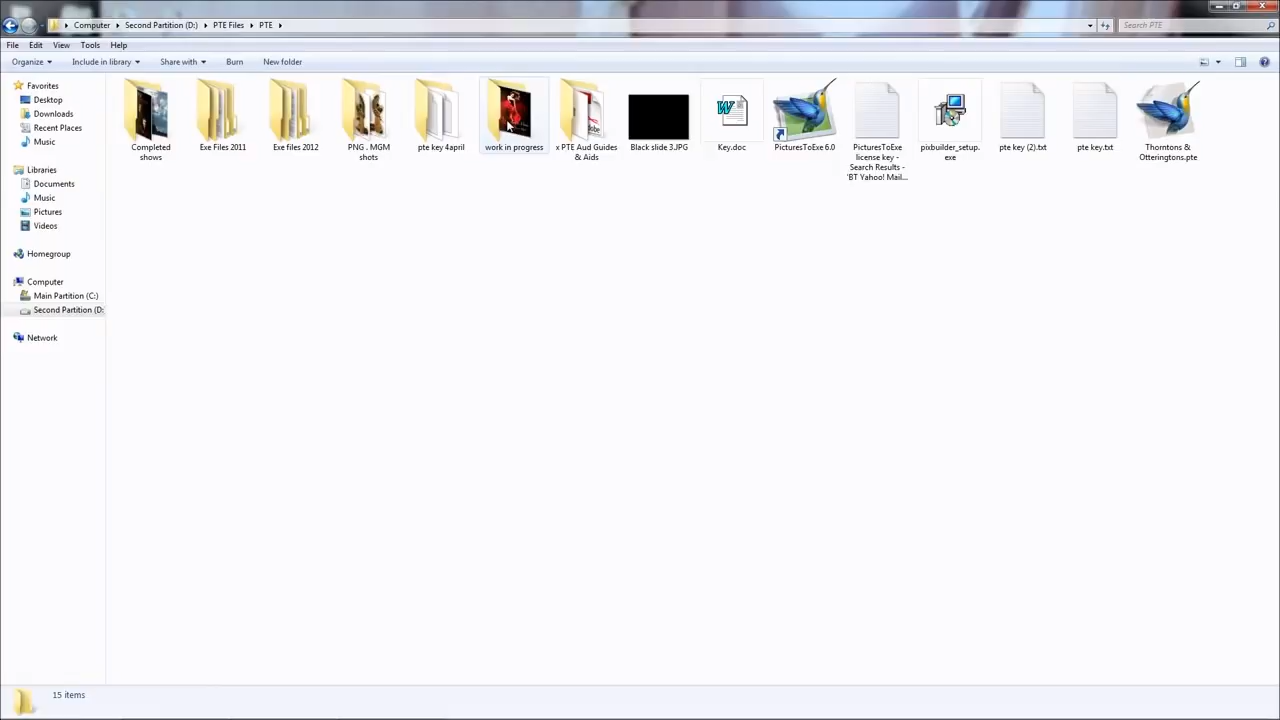 Computer Second Partition (D:) PTE Files PTE Search PTE
File Edit View Tools Help
Organize Include in library Share with Burn New folder
Favorites
Desktop
Downloads
Recent Places
Music
Libraries
Documents
Music
Pictures
Videos
Homegroup
Computer
Main Partition (C:)
Second Partition (D:
Network
Completed
shows
Exe Files 2011
Exe files 2012
PNG . MGM
shots
pte key 4april
work in progress
x PTE Aud Guides
& Aids
Black slide 3.JPG
Key.doc
PicturesToExe 6.0
PicturesToExe
license key -
Search Results -
'BT Yahoo! Mail...
pixbuilder_setup.
exe
pte key (2).txt
pte key.txt
Thorntons &
Otteringtons.pte
15 items